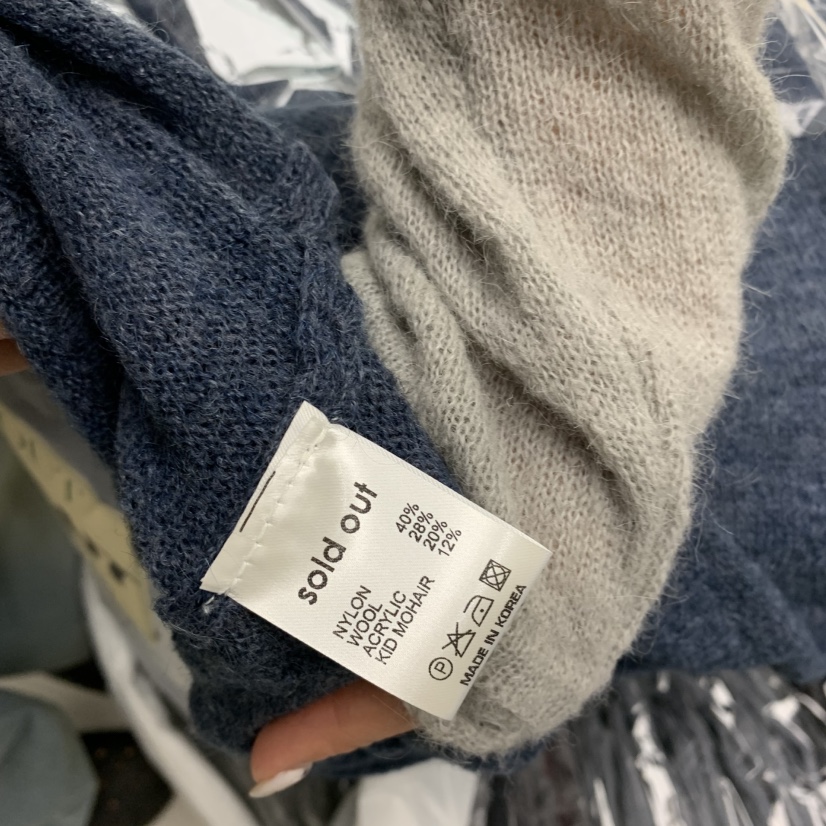 sold out
NYLON 40%
WOOL 28%
ACRYLIC 20%
KID MOHAIR 12%
P
MADE IN KOREA